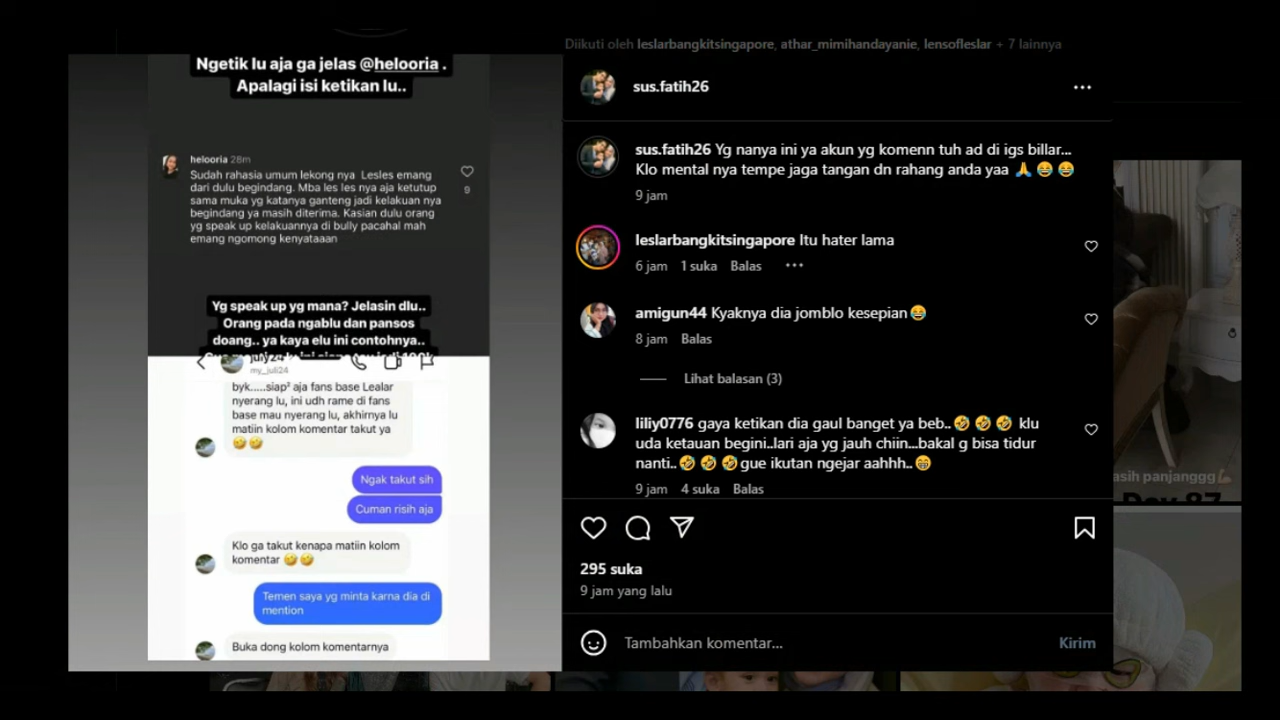 Diikuti oleh leslarbangkitsingapore, athar_mimihandayanie, lensofleslar + 7 lainnya
Ngetik lu aja ga jelas @helooria .
Apalagi isi ketikan lu..
helooria 28m
Sudah rahasia umum lekong nya Lesles emang
dari dulu begindang. Mba les les nya aja ketutup
sama muka yg katanya ganteng jadi kelakuan nya
begindang ya masih diterima. Kasian dulu orang
yg speak up kelakuannya di bully pacahal mah
emang ngomong kenyataaan
9
Yg speak up yg mana? Jelasin dlu..
Orang pada ngablu dan pansos
doang.. ya kaya elu ini contohnya..
july24
my_juli24
byk.....siap² aja fans base Lealar
nyerang lu, ini udh rame di fans
base mau nyerang lu, akhirnya lu
matiin kolom komentar takut ya
🤣🤣
Ngak takut sih
Cuman risih aja
Klo ga takut kenapa matiin kolom
komentar 🤣🤣
Temen saya yg minta karna dia di
mention
Buka dong kolom komentarnya
sus.fatih26
sus.fatih26 Yg nanya ini ya akun yg komenn tuh ad di igs billar...
Klo mental nya tempe jaga tangan dn rahang anda yaa 🙏😂😂
9 jam
leslarbangkitsingapore Itu hater lama
6 jam 1 suka Balas
amigun44 Kyaknya dia jomblo kesepian😂
8 jam Balas
Lihat balasan (3)
liliy0776 gaya ketikan dia gaul banget ya beb..🤣🤣🤣 klu
uda ketauan begini..lari aja yg jauh chiin...bakal g bisa tidur
nanti..🤣🤣🤣gue ikutan ngejar aahhh..😁
9 jam 4 suka Balas
295 suka
9 jam yang lalu
Tambahkan komentar...
Kirim
asih panjanggg💪
Day 87